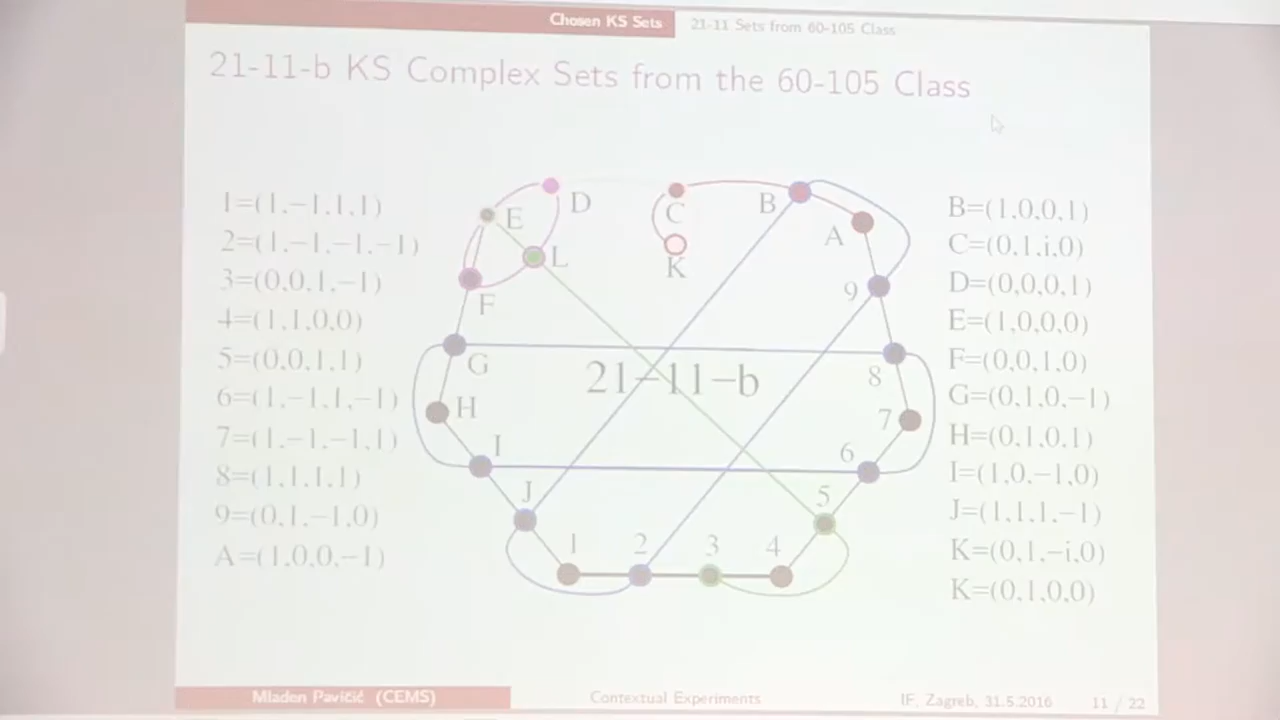 Chosen KS Sets
21-11 Sets from 60-105 Class
21-11-b KS Complex Sets from the 60-105 Class
1=(1,-1,1,1)
2=(1,-1,-1,-1)
3=(0,0,1,-1)
4=(1,1,0,0)
5=(0,0,1,1)
6=(1,-1,1,-1)
7=(1,-1,-1,1)
8=(1,1,1,1)
9=(0,1,-1,0)
A=(1,0,0,-1)
D
E
L
F
G
H
I
J
1
2
3
4
5
6
7
8
9
A
B
C
K
21-11-b
B=(1,0,0,1)
C=(0,1,i,0)
D=(0,0,0,1)
E=(1,0,0,0)
F=(0,0,1,0)
G=(0,1,0,-1)
H=(0,1,0,1)
I=(1,0,-1,0)
J=(1,1,1,-1)
K=(0,1,-i,0)
K=(0,1,0,0)
Mladen Pavičić (CEMS)
Contextual Experiments
IF, Zagreb, 31.5.2016
11 / 22